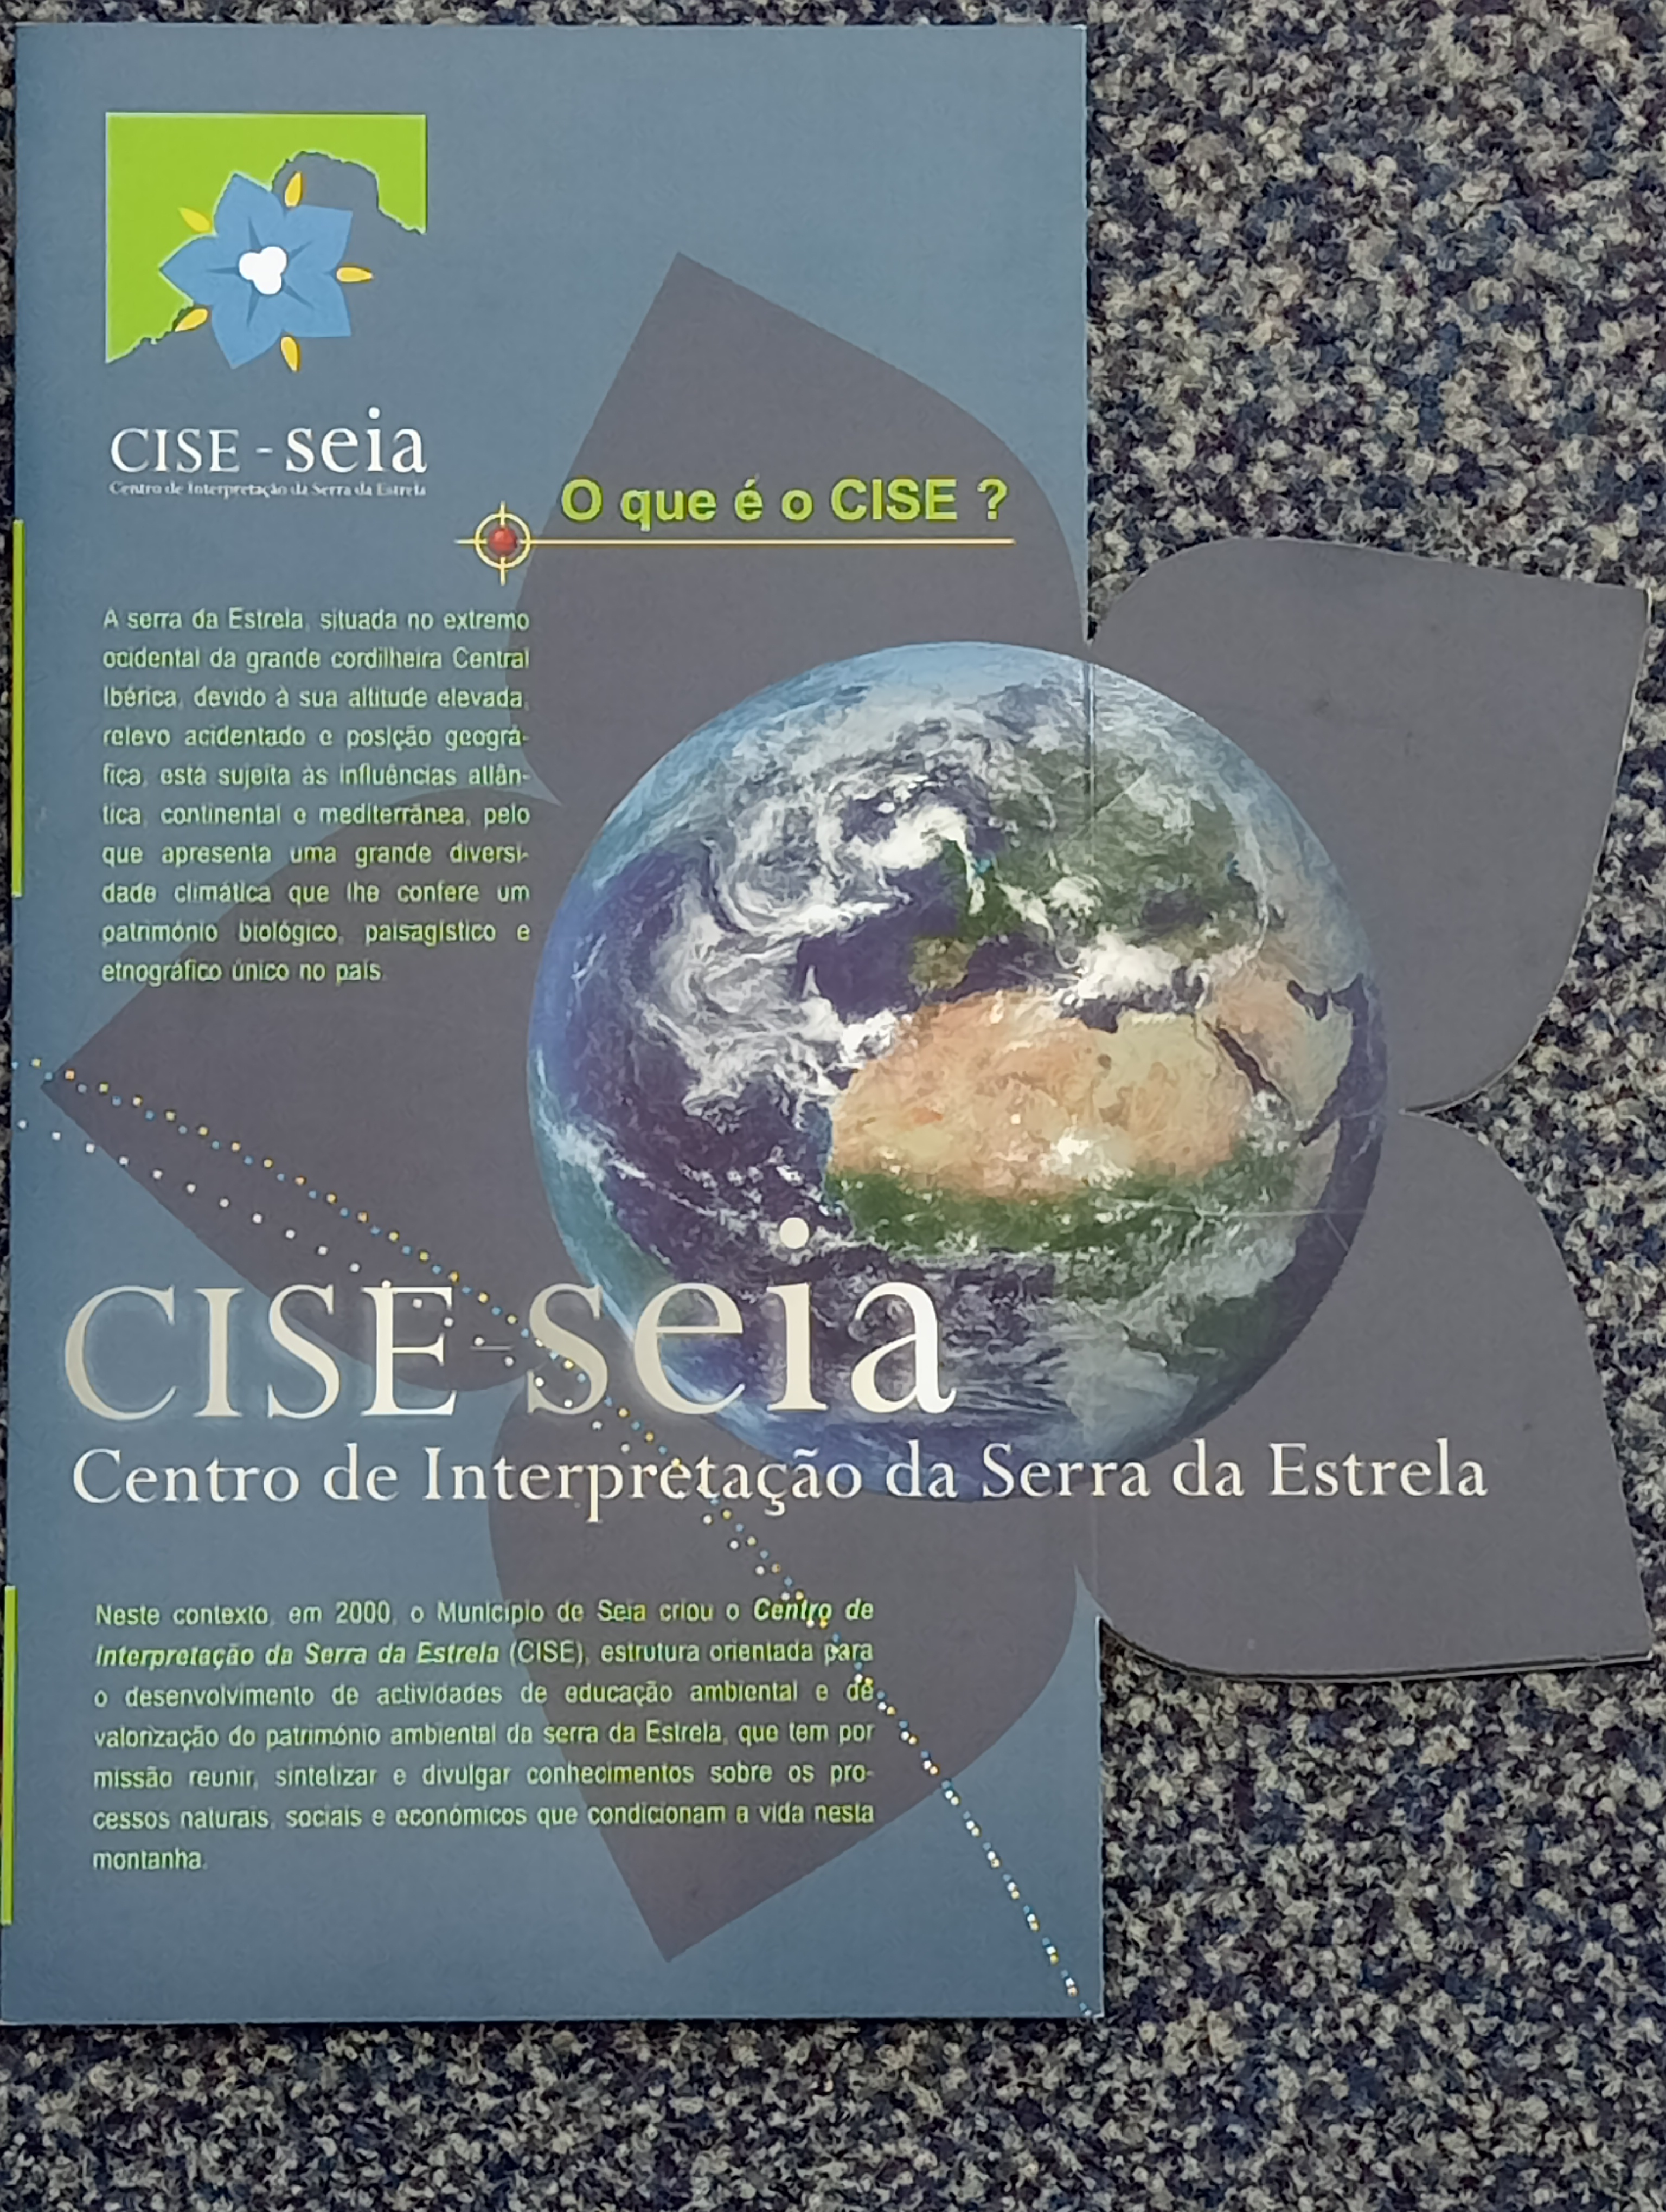 CISE - seia
Centro de Interpretação da Serra da Estrela
O que é o CISE ?
A serra da Estrela, situada no extremo
ocidental da grande cordilheira Central
Ibérica, devido à sua altitude elevada,
relevo acidentado e posição geográ-
fica, está sujeita às influências atlân-
tica, continental e mediterrânea, pelo
que apresenta uma grande diversi-
dade climática que lhe confere um
património biológico, paisagístico e
etnográfico único no país.
CISE-seia
Centro de Interpretação da Serra da Estrela
Neste contexto, em 2000, o Município de Seia criou o Centro de
Interpretação da Serra da Estrela (CISE), estrutura orientada para
o desenvolvimento de actividades de educação ambiental e de
valorização do património ambiental da serra da Estrela, que tem por
missão reunir, sintetizar e divulgar conhecimentos sobre os pro-
cessos naturais, sociais e económicos que condicionam a vida nesta
montanha.